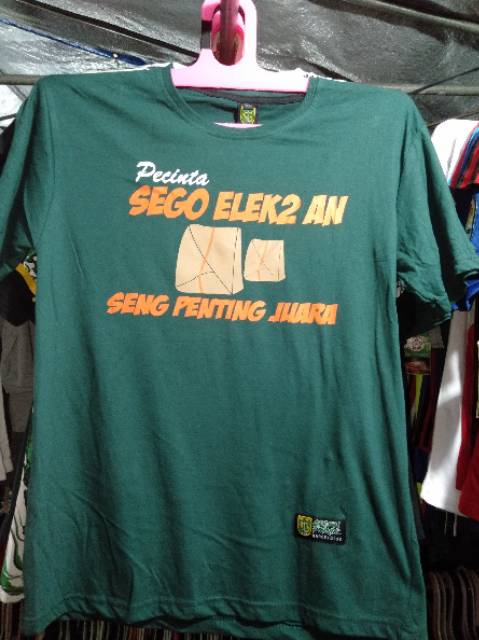 Pecinta
SEGO ELEK2 AN
SENG PENTING JUARA